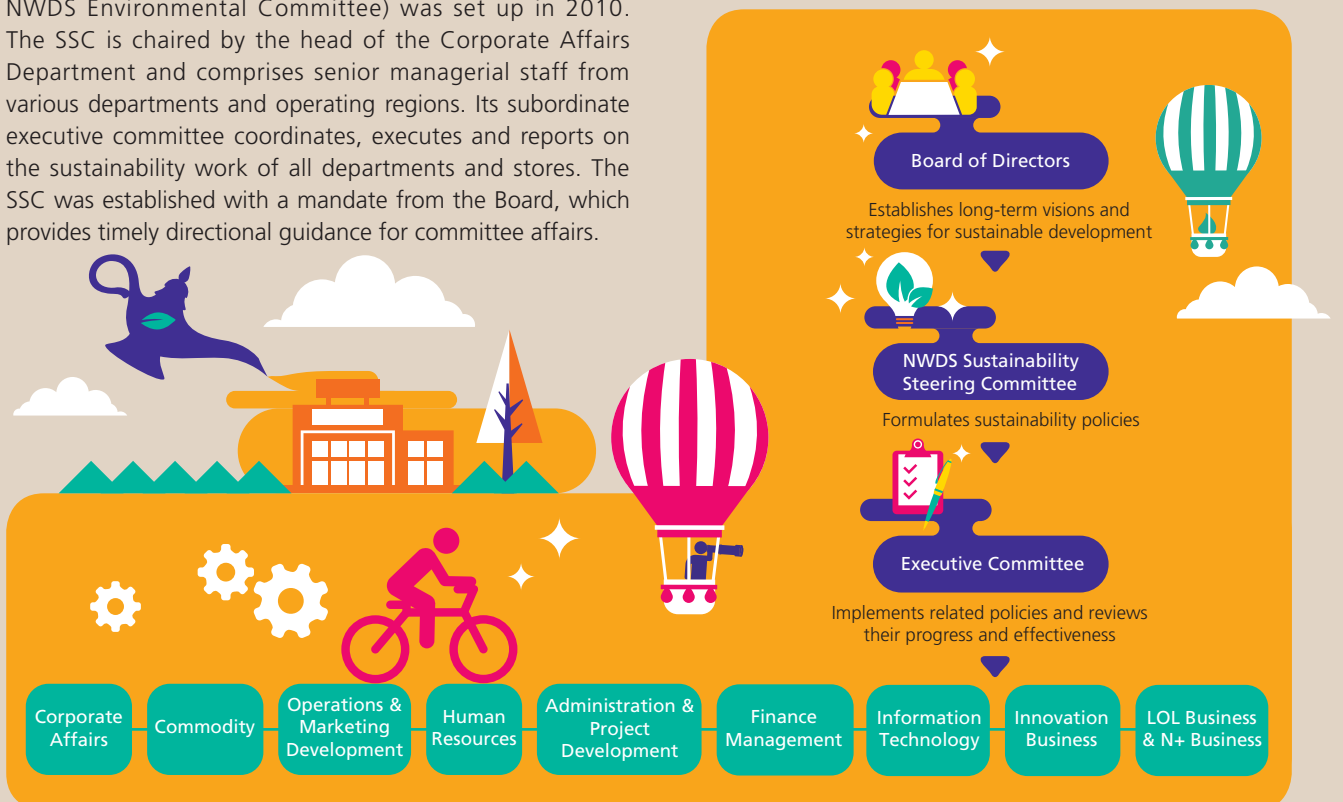 NWDS Environmental Committee) was set up in 2010.
The SSC is chaired by the head of the Corporate Affairs
Department and comprises senior managerial staff from
various departments and operating regions. Its subordinate
executive committee coordinates, executes and reports on
the sustainability work of all departments and stores. The
SSC was established with a mandate from the Board, which
provides timely directional guidance for committee affairs.
Board of Directors
Establishes long-term visions and
strategies for sustainable development
NWDS Sustainability
Steering Committee
Formulates sustainability policies
Executive Committee
Implements related policies and reviews
their progress and effectiveness
Corporate
Affairs
Commodity
Operations &
Marketing
Development
Human
Resources
Administration &
Project
Development
Finance
Management
Information
Technology
Innovation
Business
LOL Business
& N+ Business